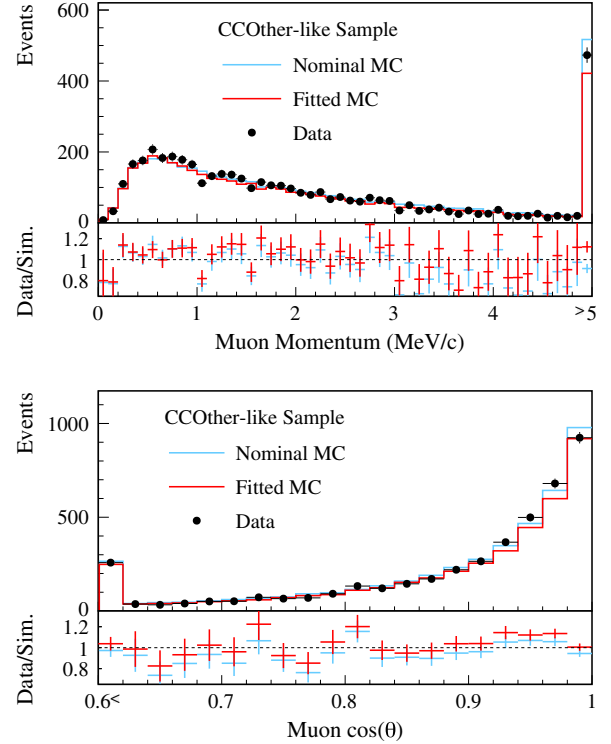 CCOther-like Sample
Nominal MC
Fitted MC
Data
Events
600
400
200
0
Data/Sim.
1.2
1
0.8
0 1 2 3 4 >5
Muon Momentum (MeV/c)
CCOther-like Sample
Nominal MC
Fitted MC
Data
Events
1000
500
0
Data/Sim.
1.2
1
0.8
0.6< 0.7 0.8 0.9 1
Muon cos(θ)